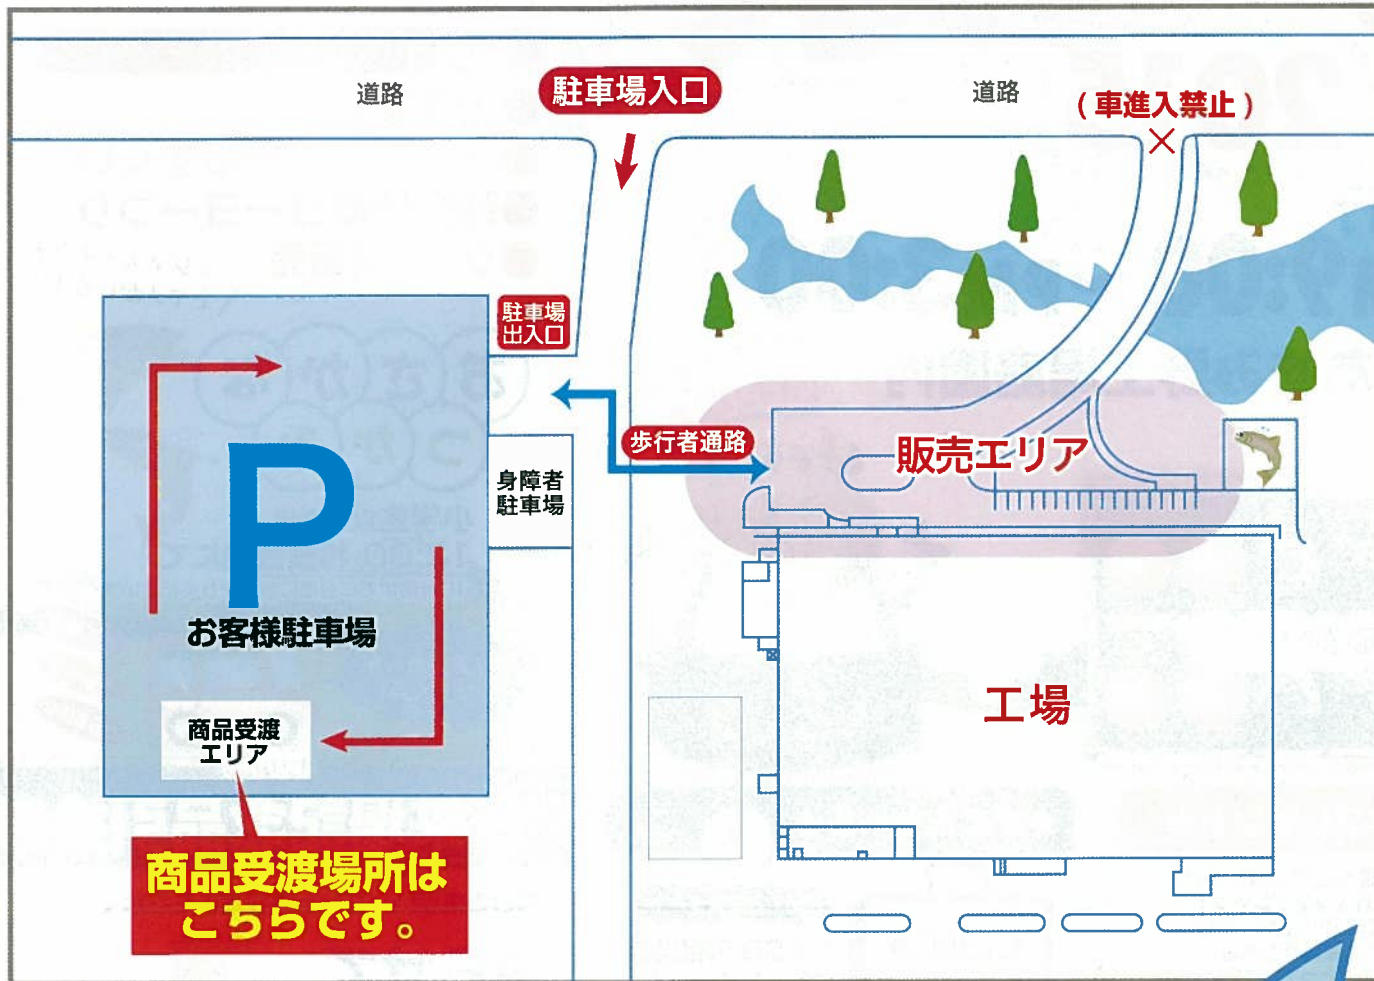 道路
駐車場入口
道路
(車進入禁止)
駐車場
出入口
歩行者通路
販売エリア
身障者
駐車場
P
お客様駐車場
商品受渡
エリア
工場
商品受渡場所は
こちらです。